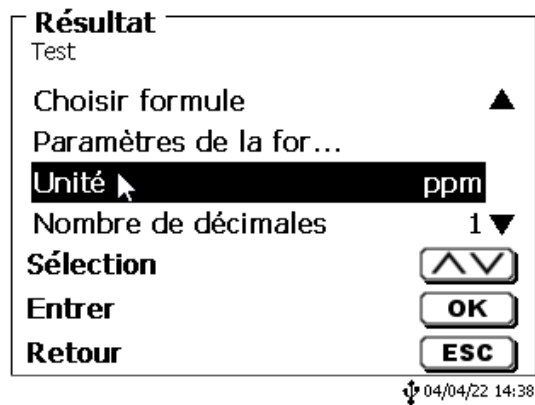 Résultat
Test
Choisir formule
Paramètres de la for...
Unité ppm
Nombre de décimales 1
Sélection
Entrer OK
Retour ESC
04/04/22 14:38